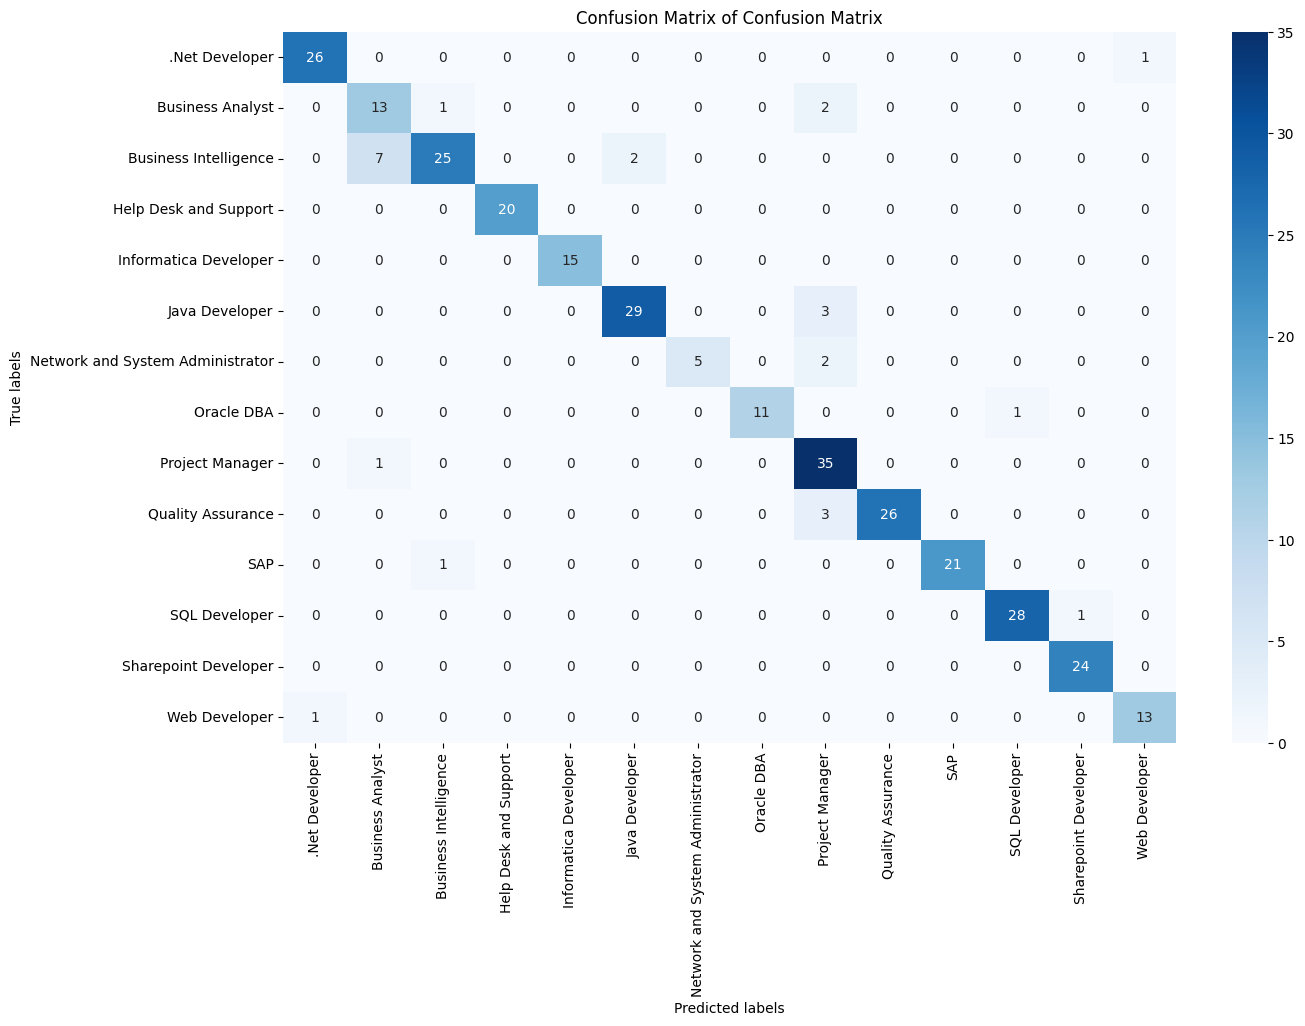 Confusion Matrix of Confusion Matrix
True labels
.Net Developer 26 0 0 0 0 0 0 0 0 0 0 0 0 1
Business Analyst 0 13 1 0 0 0 0 0 2 0 0 0 0 0
Business Intelligence 0 7 25 0 0 2 0 0 0 0 0 0 0 0
Help Desk and Support 0 0 0 20 0 0 0 0 0 0 0 0 0 0
Informatica Developer 0 0 0 0 15 0 0 0 0 0 0 0 0 0
Java Developer 0 0 0 0 0 29 0 0 3 0 0 0 0 0
Network and System Administrator 0 0 0 0 0 0 5 0 2 0 0 0 0 0
Oracle DBA 0 0 0 0 0 0 0 11 0 0 0 1 0 0
Project Manager 0 1 0 0 0 0 0 0 35 0 0 0 0 0
Quality Assurance 0 0 0 0 0 0 0 0 3 26 0 0 0 0
SAP 0 0 1 0 0 0 0 0 0 0 21 0 0 0
SQL Developer 0 0 0 0 0 0 0 0 0 0 0 28 1 0
Sharepoint Developer 0 0 0 0 0 0 0 0 0 0 0 0 24 0
Web Developer 1 0 0 0 0 0 0 0 0 0 0 0 0 13
.Net Developer
Business Analyst
Business Intelligence
Help Desk and Support
Informatica Developer
Java Developer
Network and System Administrator
Oracle DBA
Project Manager
Quality Assurance
SAP
SQL Developer
Sharepoint Developer
Web Developer
Predicted labels
35
30
25
20
15
10
5
0